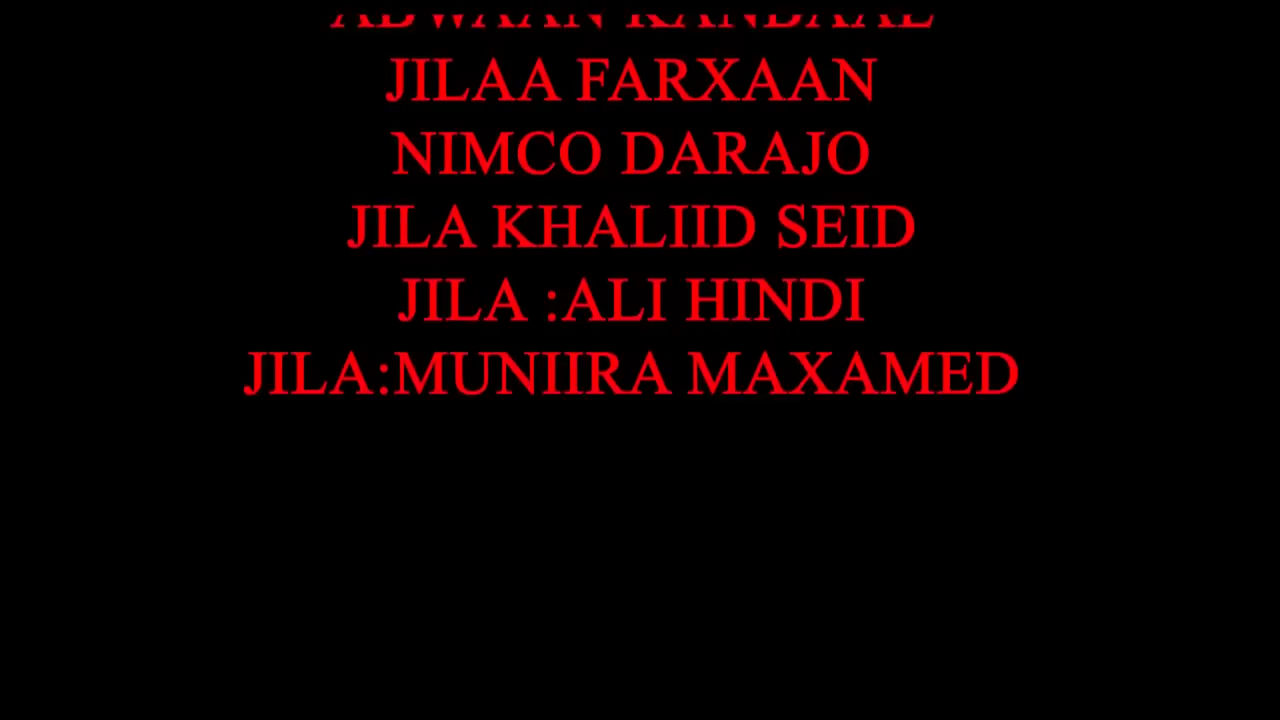 JILAA FARXAAN
NIMCO DARAJO
JILA KHALIID SEID
JILA :ALI HINDI
JILA:MUNIIRA MAXAMED